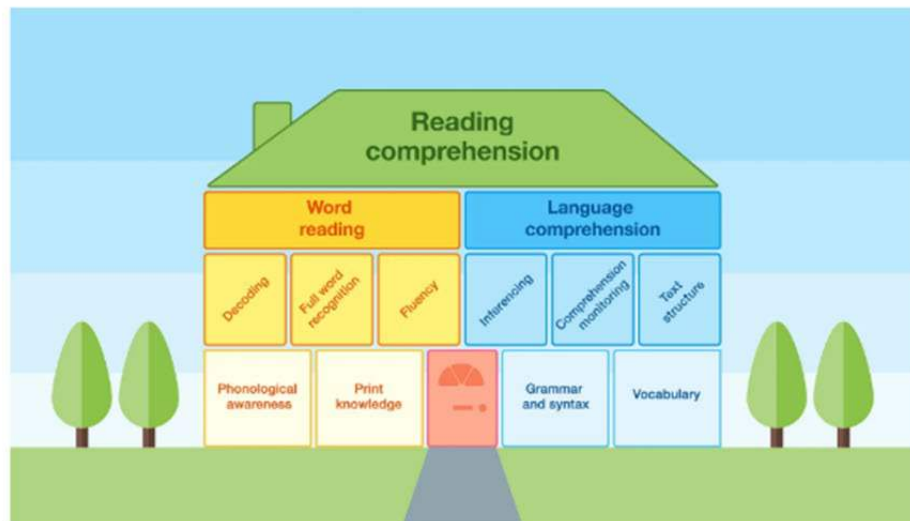 Reading
comprehension
Word
reading
Language
comprehension
Decoding
Full word
recognition
Fluency
Inferencing
Comprehension
monitoring
Text
structure
Phonological
awareness
Print
knowledge
Grammar
and syntax
Vocabulary